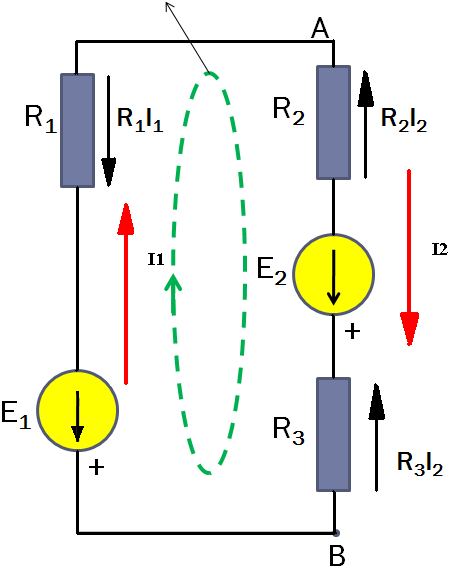 A
R₁
R₁I₁
R₂
R₂I₂
I1
I2
E₂
+
E₁
+
R₃
R₃I₂
B